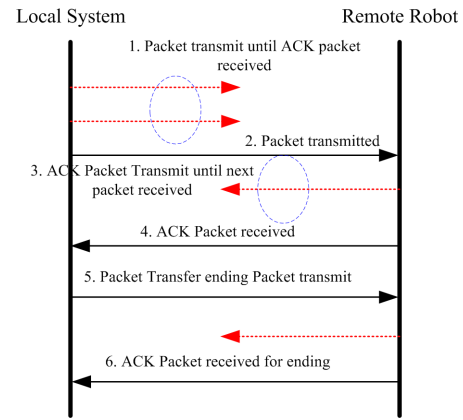 Local System
Remote Robot
1. Packet transmit until ACK packet
received
2. Packet transmitted
3. ACK Packet Transmit until next
packet received
4. ACK Packet received
5. Packet Transfer ending Packet transmit
6. ACK Packet received for ending